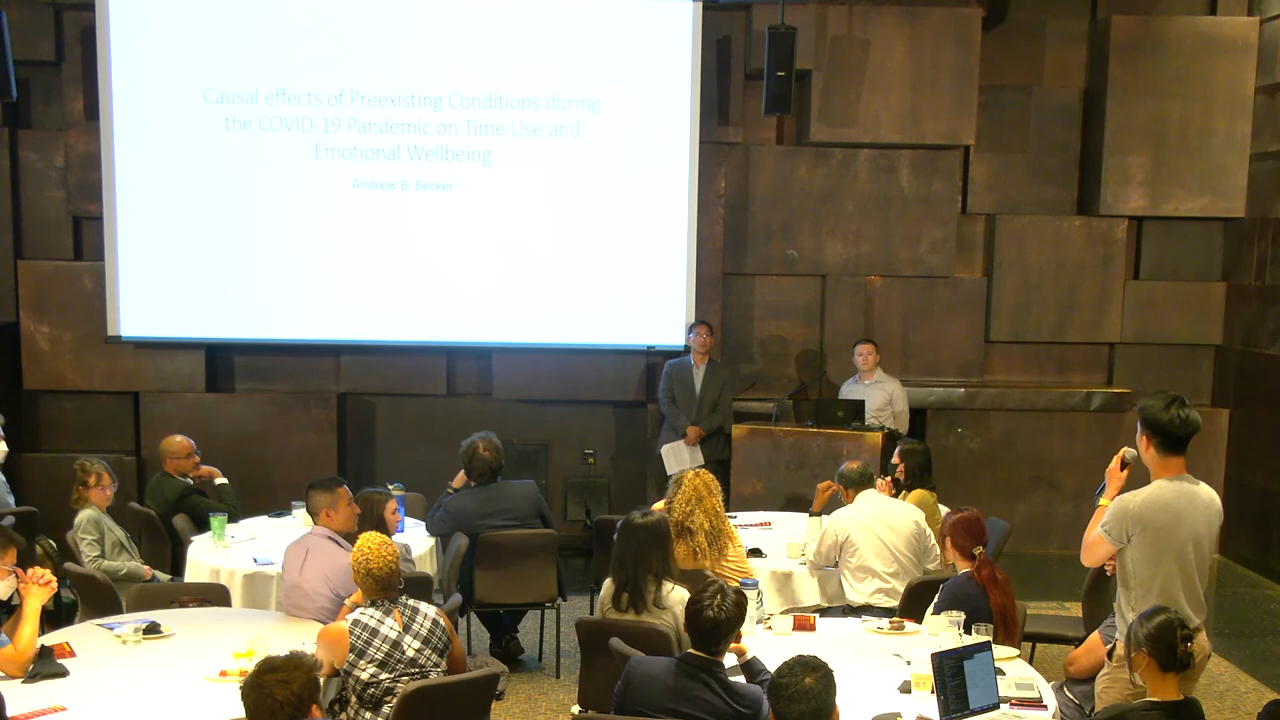 Causal effects of Preexisting Conditions during
the COVID-19 Pandemic on Time Use and
Emotional Wellbeing
Andrew B. Becker